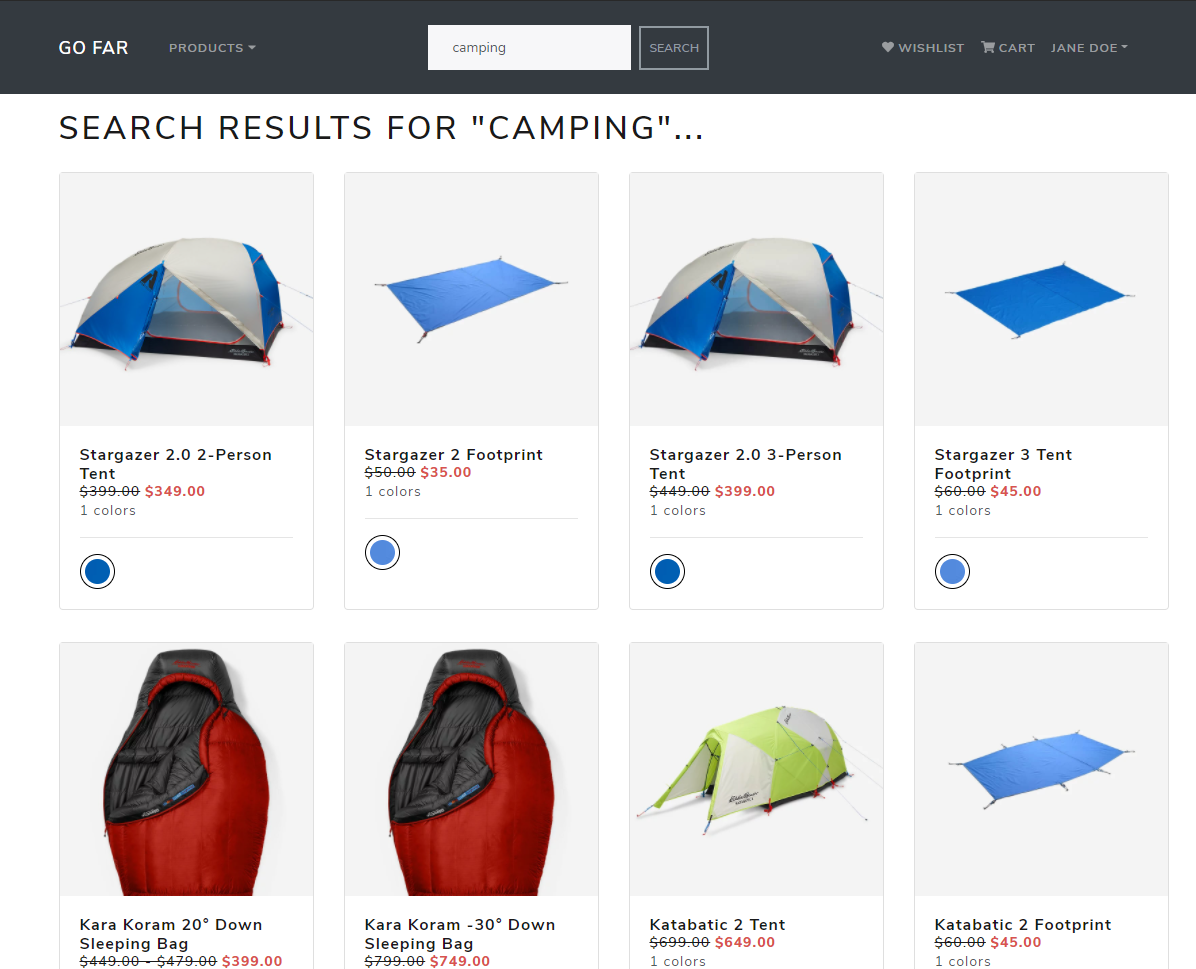 GO FAR
PRODUCTS
camping
SEARCH
WISHLIST
CART
JANE DOE
SEARCH RESULTS FOR "CAMPING"...
Stargazer 2.0 2-Person
Tent
$399.00 $349.00
1 colors
Stargazer 2 Footprint
$50.00 $35.00
1 colors
Stargazer 2.0 3-Person
Tent
$449.00 $399.00
1 colors
Stargazer 3 Tent
Footprint
$60.00 $45.00
1 colors
Kara Koram 20° Down
Sleeping Bag
$449.00 - $479.00 $399.00
Kara Koram -30° Down
Sleeping Bag
$799.00 $749.00
Katabatic 2 Tent
$699.00 $649.00
1 colors
Katabatic 2 Footprint
$60.00 $45.00
1 colors